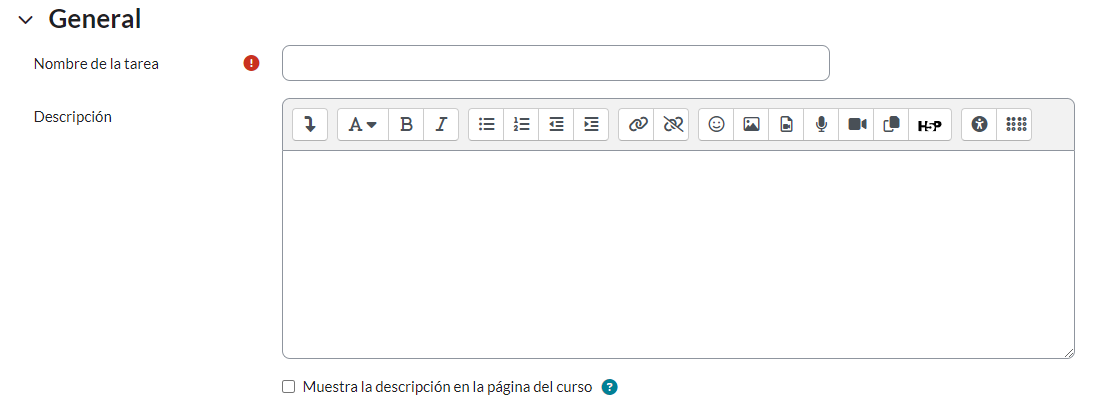 General
Nombre de la tarea
Descripción
A B I H5P
Muestra la descripción en la página del curso